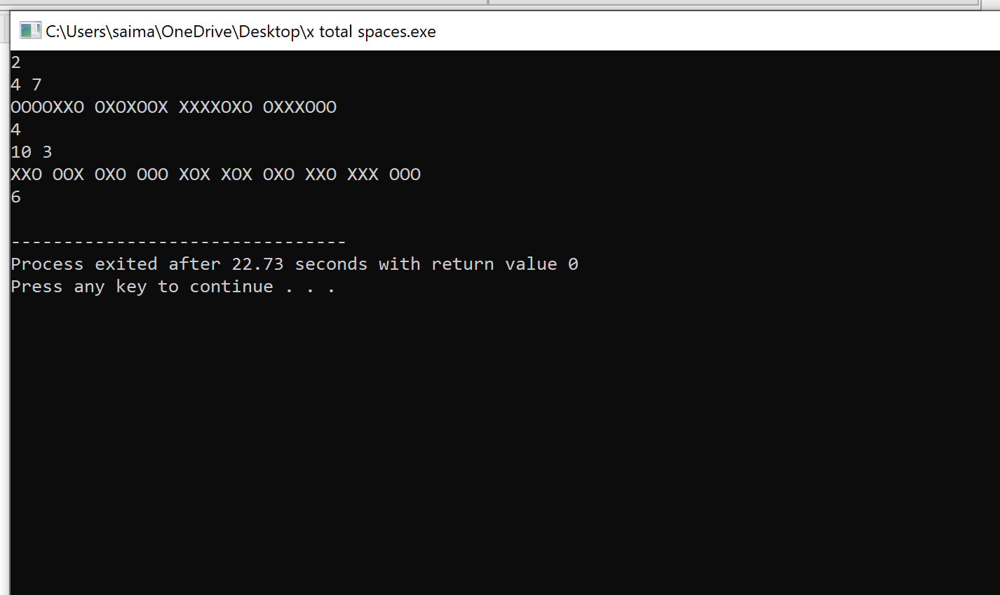 C:\Users\saima\OneDrive\Desktop\x total spaces.exe
2
4 7
OOOOXXO OXOXOOX XXXXOXO OXXXOOO
4
10 3
XXO OOX OXO OOO XOX XOX OXO XXO XXX OOO
6
--------------------------------
Process exited after 22.73 seconds with return value 0
Press any key to continue . . .